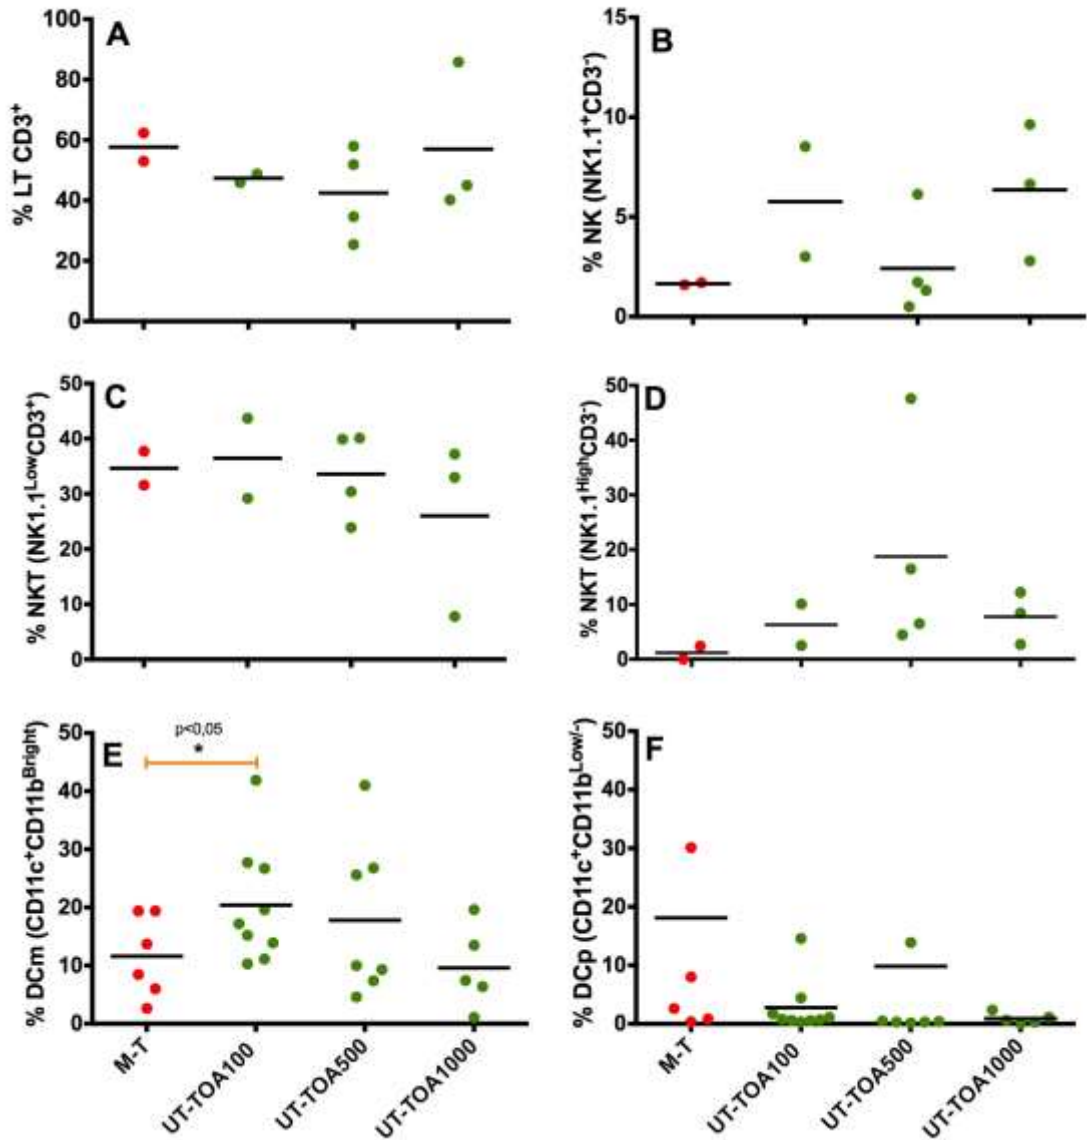 A
% LT CD3⁺
100
80
60
40
20
0
B
% NK (NK1.1⁺CD3⁻)
15
10
5
0
C
% NKT (NK1.1ᴸᵒʷCD3⁺)
50
40
30
20
10
0
D
% NKT (NK1.1ᴴⁱᵍʰCD3⁻)
50
40
30
20
10
0
E
% DCm (CD11c⁺CD11bᴮʳⁱᵍʰᵗ)
50
40
30
20
10
0
p<0,05
*
M-T
UT-TOA100
UT-TOA500
UT-TOA1000
F
% DCp (CD11c⁺CD11bᴸᵒʷ/⁻)
50
40
30
20
10
0
M-T
UT-TOA100
UT-TOA500
UT-TOA1000